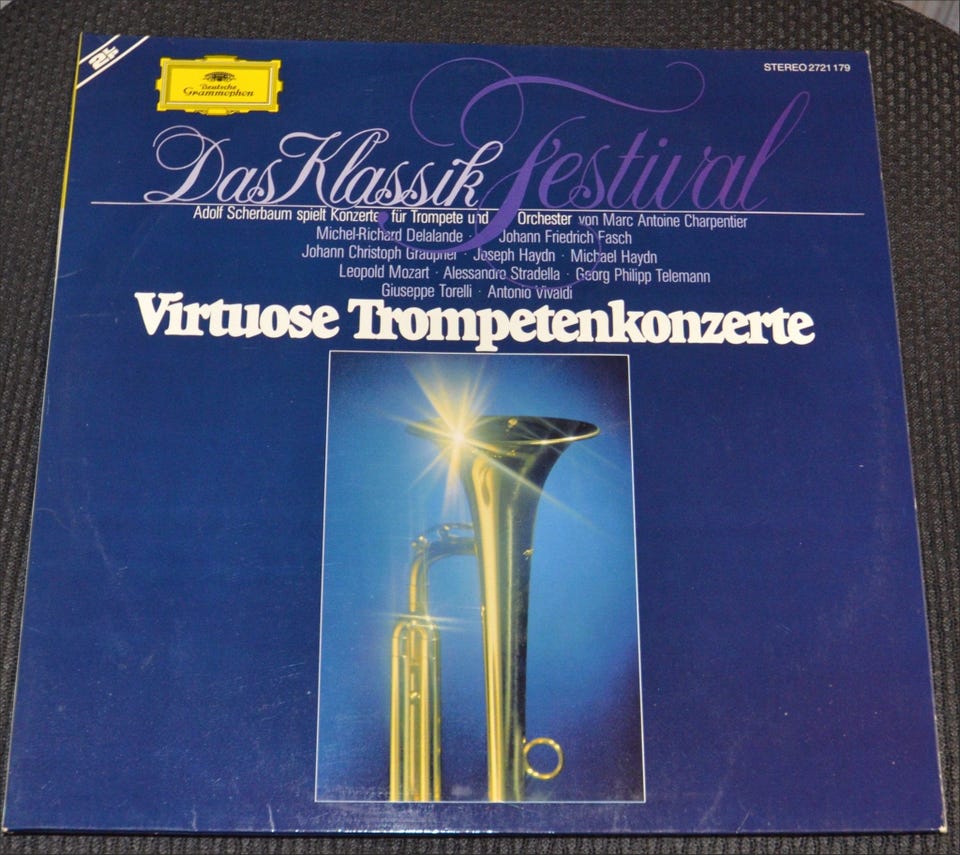 2LP
Deutsche
Grammophon
STEREO 2721 179
Das Klassik Festival
Adolf Scherbaum spielt Konzerte für Trompete und Orchester von Marc Antoine Charpentier
Michel-Richard Delalande · Johann Friedrich Fasch
Johann Christoph Graupner · Joseph Haydn · Michael Haydn
Leopold Mozart · Alessandro Stradella · Georg Philipp Telemann
Giuseppe Torelli · Antonio Vivaldi
Virtuose Trompetenkonzerte